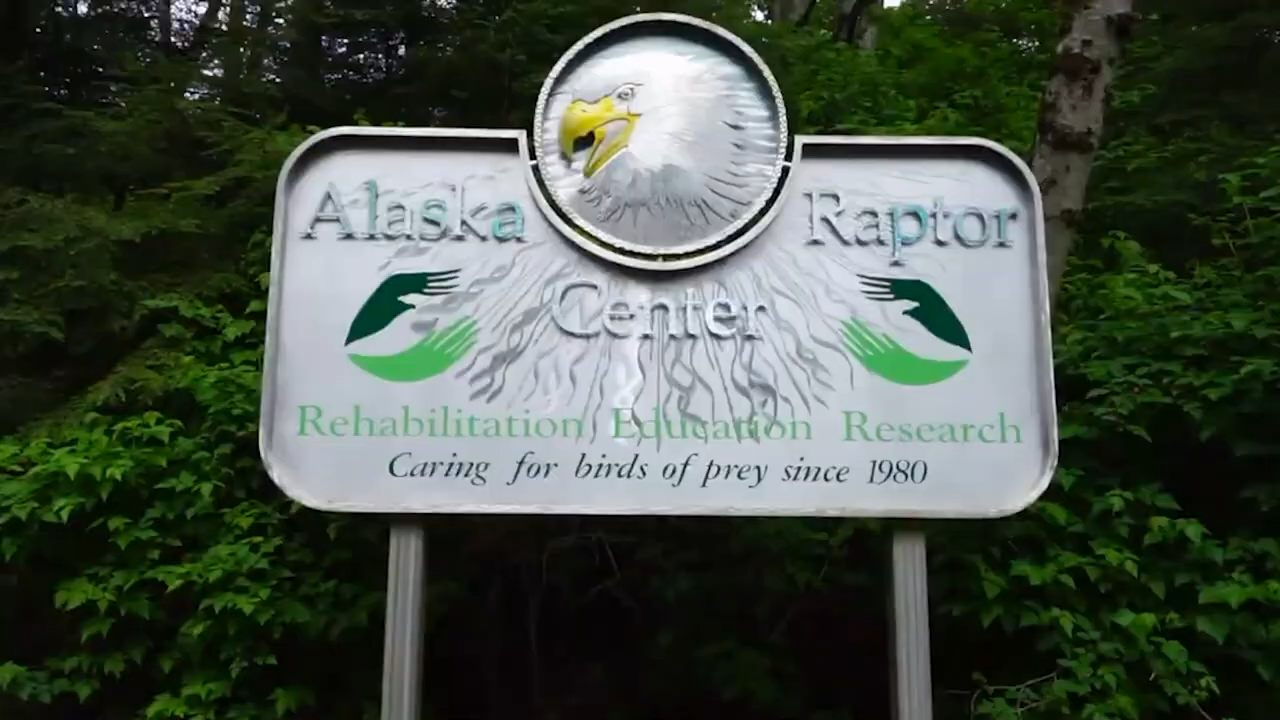 Alaska Raptor
Center
Rehabilitation Education Research
Caring for birds of prey since 1980